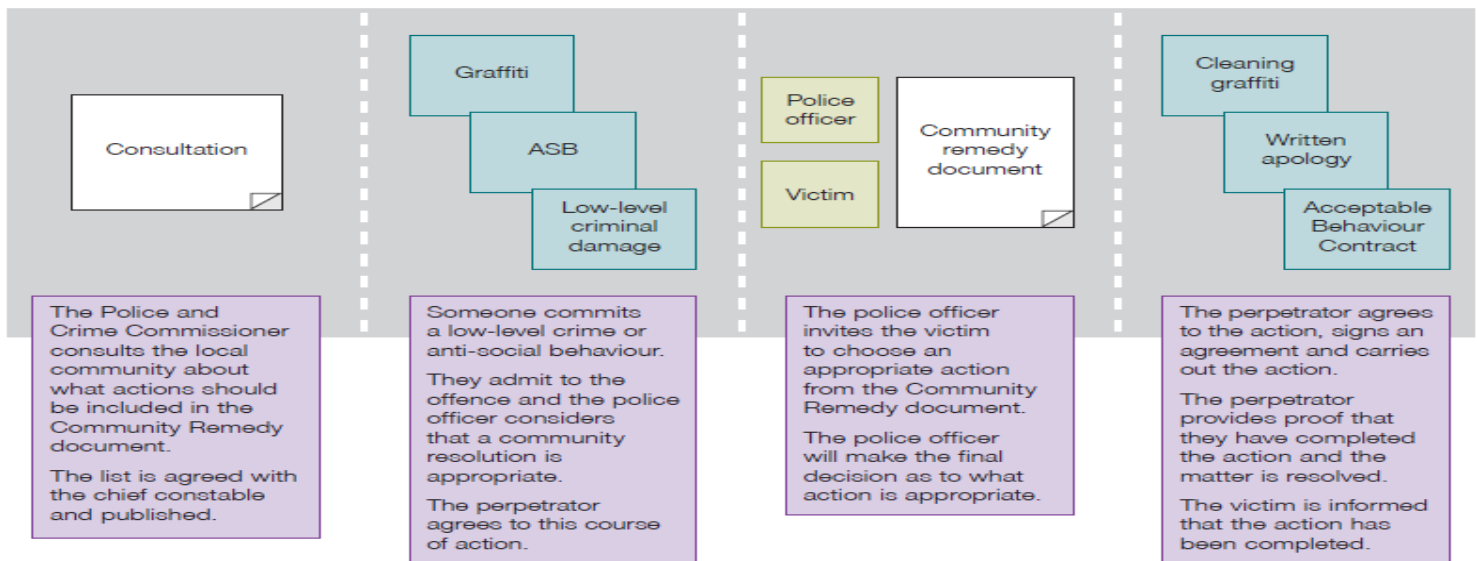 Consultation
The Police and
Crime Commissioner
consults the local
community about
what actions should
be included in the
Community Remedy
document.
The list is agreed with
the chief constable
and published.
Graffiti
ASB
Low-level
criminal
damage
Someone commits
a low-level crime or
anti-social behaviour.
They admit to the
offence and the police
officer considers
that a community
resolution is
appropriate.
The perpetrator
agrees to this course
of action.
Police
officer
Victim
Community
remedy
document
The police officer
invites the victim
to choose an
appropriate action
from the Community
Remedy document.
The police officer
will make the final
decision as to what
action is appropriate.
Cleaning
graffiti
Written
apology
Acceptable
Behaviour
Contract
The perpetrator agrees
to the action, signs an
agreement and carries
out the action.
The perpetrator
provides proof that
they have completed
the action and the
matter is resolved.
The victim is informed
that the action has
been completed.